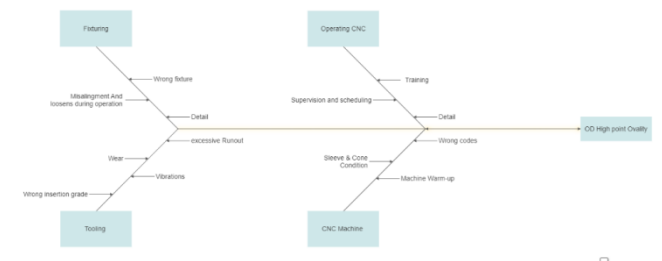 Fixturing
Operating CNC
Wrong fixture
Training
Misalingment And
loosens during operation
Supervision and scheduling
Detail
Detail
OD High point Ovality
excessive Runout
Wrong codes
Wear
Sleeve & Cone
Condition
Vibrations
Machine Warm-up
Wrong insertion grade
Tooling
CNC Machine